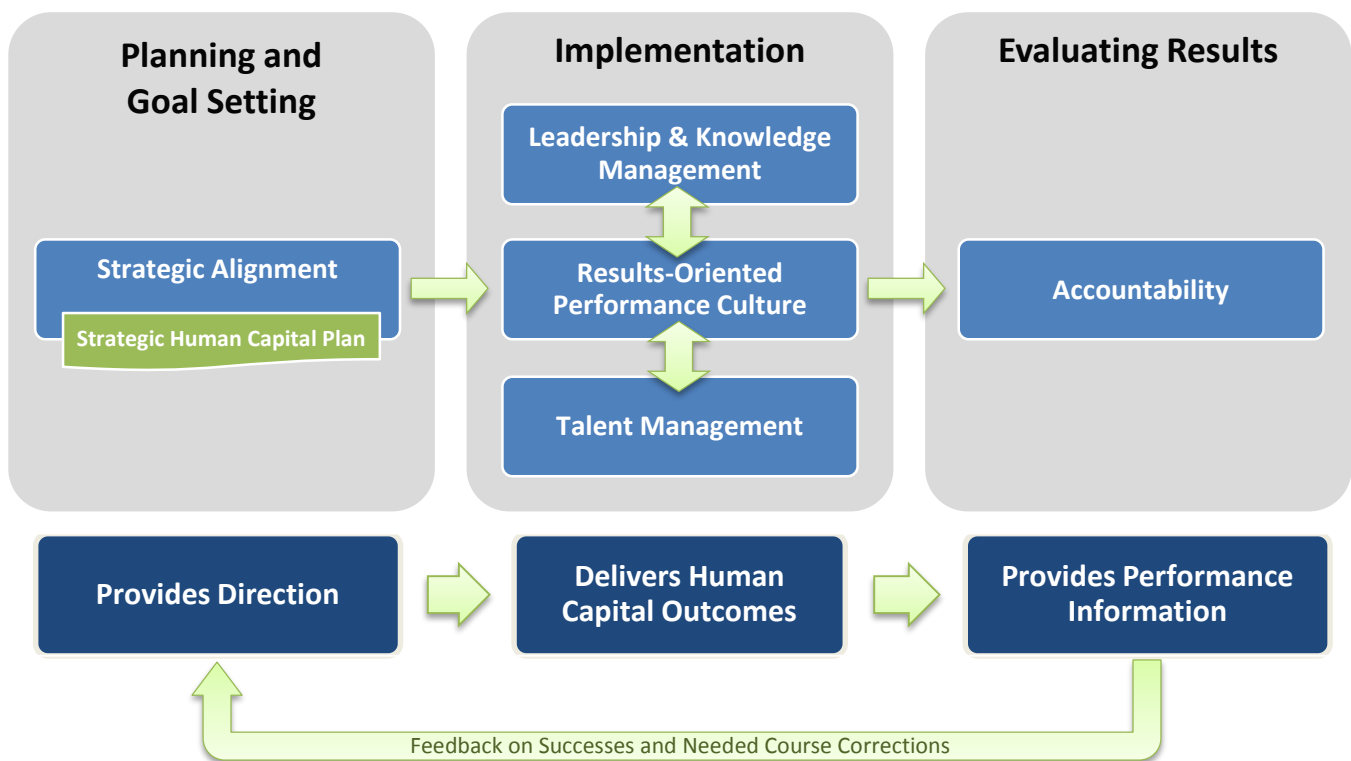 Planning and
Goal Setting
Strategic Alignment
Strategic Human Capital Plan
Implementation
Leadership & Knowledge
Management
Results-Oriented
Performance Culture
Talent Management
Evaluating Results
Accountability
Provides Direction
Delivers Human
Capital Outcomes
Provides Performance
Information
Feedback on Successes and Needed Course Corrections